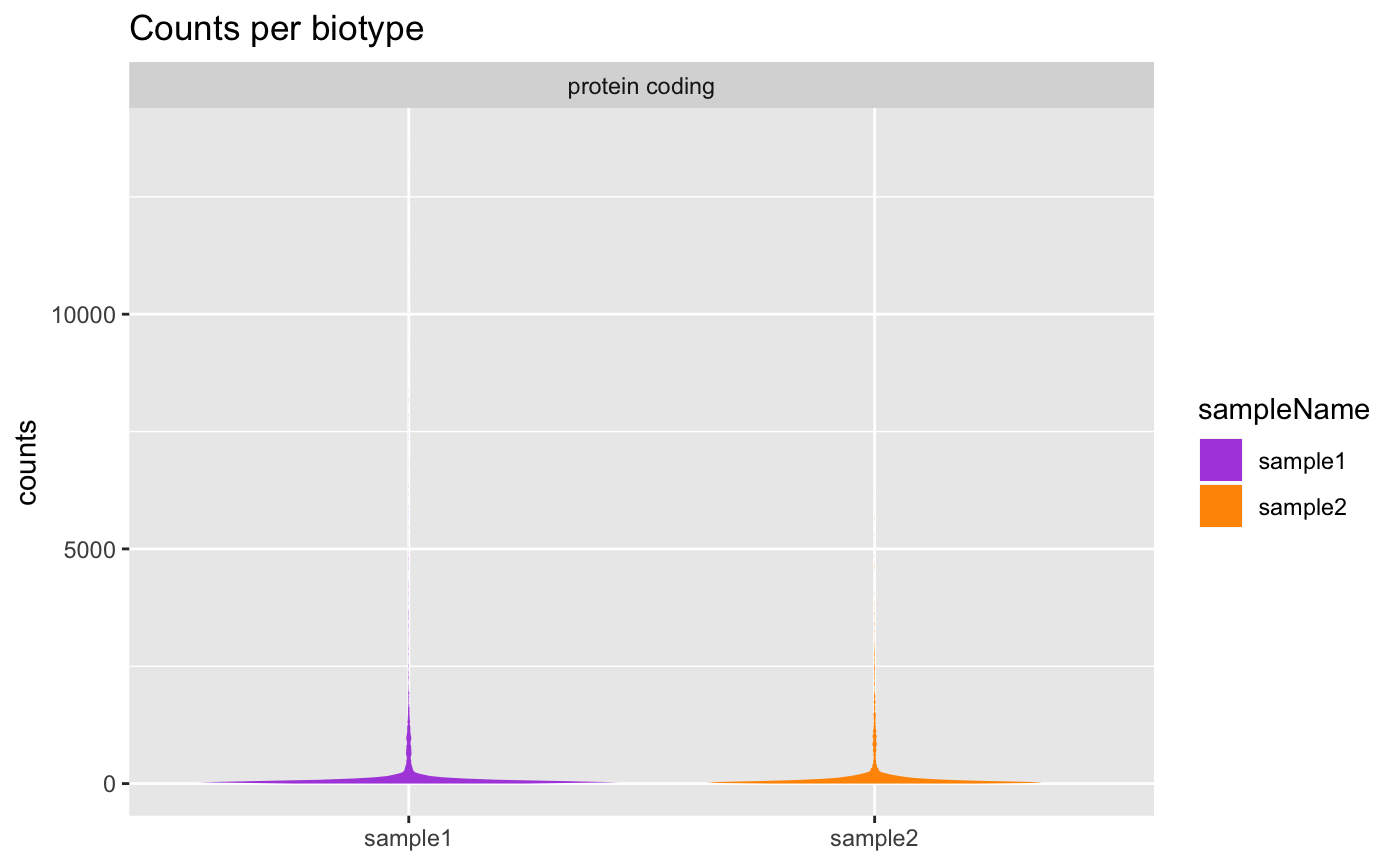 Counts per biotype
protein coding
10000
5000
0
counts
sample1
sample2
sampleName
sample1
sample2